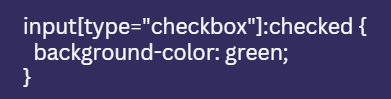 input[type="checkbox"]:checked {
  background-color: green;
}